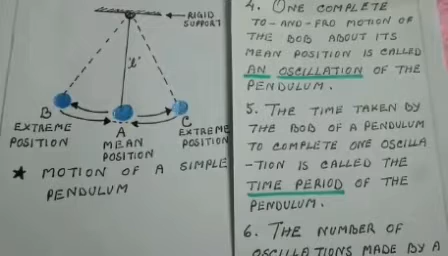 RIGID
SUPPORT
'l'
B
A
C
EXTREME
POSITION
MEAN
POSITION
EXTREME
POSITION
★ MOTION OF A SIMPLE
PENDULUM
4. ONE COMPLETE
TO-AND-FRO MOTION OF
THE BOB ABOUT ITS
MEAN POSITION IS CALLED
AN OSCILLATION OF THE
PENDULUM.
5. THE TIME TAKEN BY
THE BOB OF A PENDULUM
TO COMPLETE ONE OSCILLA
-TION IS CALLED THE
TIME PERIOD OF THE
PENDULUM.
6. THE NUMBER OF
OSCILLATIONS MADE BY A